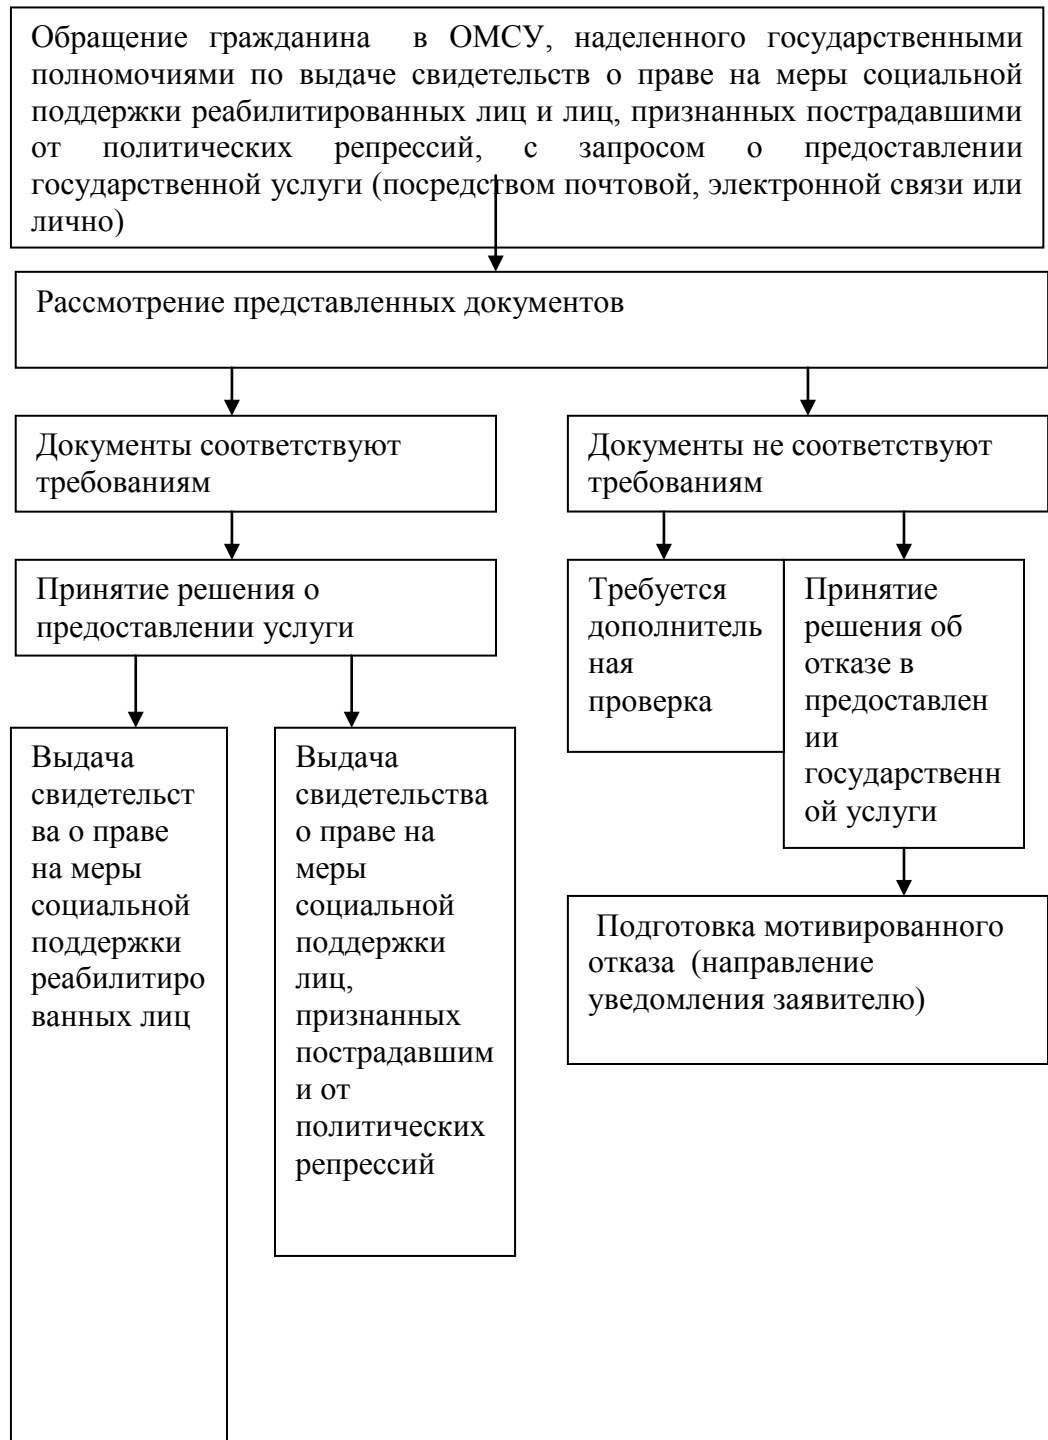 Обращение гражданина в ОМСУ, наделенного государственными
полномочиями по выдаче свидетельств о праве на меры социальной
поддержки реабилитированных лиц и лиц, признанных пострадавшими
от политических репрессий, с запросом о предоставлении
государственной услуги (посредством почтовой, электронной связи или
лично)
Рассмотрение представленных документов
Документы соответствуют
требованиям
Документы не соответствуют
требованиям
Принятие решения о
предоставлении услуги
Требуется
дополнитель
ная
проверка
Принятие
решения об
отказе в
предоставлен
ии
государственн
ой услуги
Выдача
свидетельст
ва о праве
на меры
социальной
поддержки
реабилитиро
ванных лиц
Выдача
свидетельства
о праве на
меры
социальной
поддержки
лиц,
признанных
пострадавшим
и от
политических
репрессий
Подготовка мотивированного
отказа (направление
уведомления заявителю)